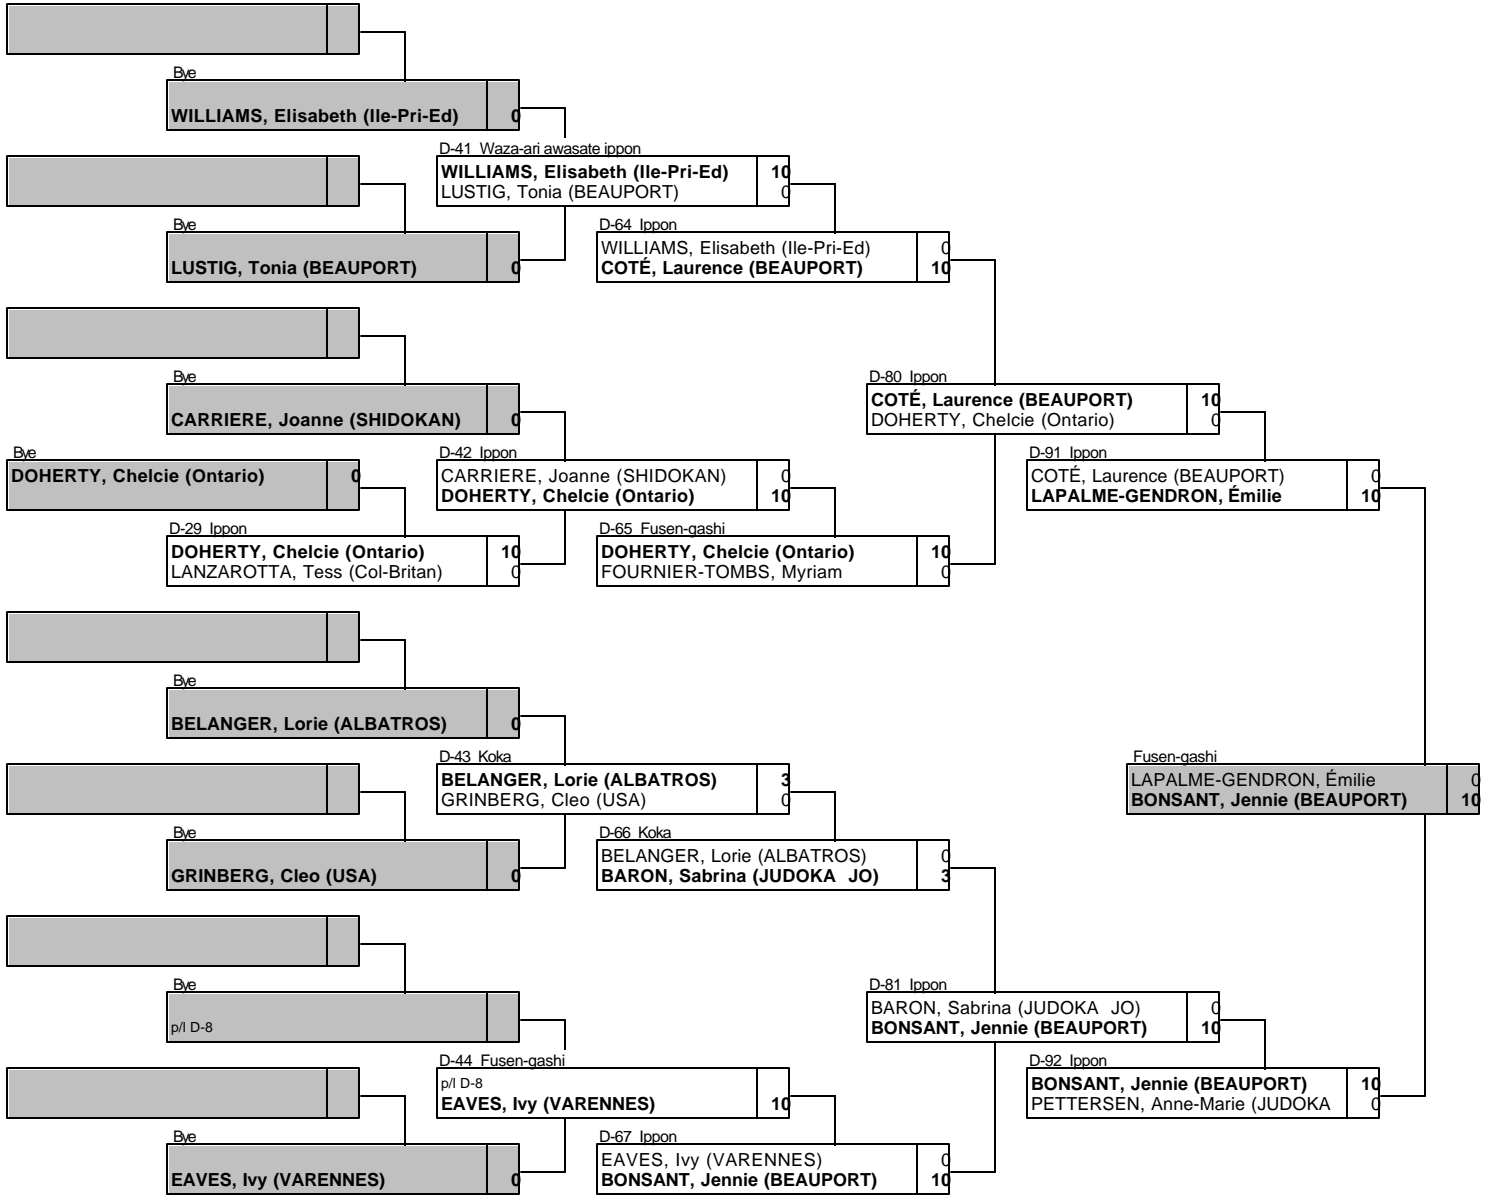 Bye
WILLIAMS, Elisabeth (Ile-Pri-Ed) 0
D-41 Waza-ari awasate ippon
WILLIAMS, Elisabeth (Ile-Pri-Ed) 10
LUSTIG, Tonia (BEAUPORT) 0
Bye
LUSTIG, Tonia (BEAUPORT) 0
D-64 Ippon
WILLIAMS, Elisabeth (Ile-Pri-Ed) 0
COTÉ, Laurence (BEAUPORT) 10
Bye
CARRIERE, Joanne (SHIDOKAN) 0
D-80 Ippon
COTÉ, Laurence (BEAUPORT) 10
DOHERTY, Chelcie (Ontario) 0
Bye
DOHERTY, Chelcie (Ontario) 0
D-42 Ippon
CARRIERE, Joanne (SHIDOKAN) 0
DOHERTY, Chelcie (Ontario) 10
D-91 Ippon
COTÉ, Laurence (BEAUPORT) 0
LAPALME-GENDRON, Émilie 10
D-29 Ippon
DOHERTY, Chelcie (Ontario) 10
LANZAROTTA, Tess (Col-Britan) 0
D-65 Fusen-gashi
DOHERTY, Chelcie (Ontario) 10
FOURNIER-TOMBS, Myriam 0
Bye
BELANGER, Lorie (ALBATROS) 0
D-43 Koka
BELANGER, Lorie (ALBATROS) 3
GRINBERG, Cleo (USA) 0
Fusen-gashi
LAPALME-GENDRON, Émilie 0
BONSANT, Jennie (BEAUPORT) 10
Bye
GRINBERG, Cleo (USA) 0
D-66 Koka
BELANGER, Lorie (ALBATROS) 0
BARON, Sabrina (JUDOKA JO) 3
Bye
p/l D-8
D-81 Ippon
BARON, Sabrina (JUDOKA JO) 0
BONSANT, Jennie (BEAUPORT) 10
D-44 Fusen-gashi
p/l D-8
EAVES, Ivy (VARENNES) 10
D-92 Ippon
BONSANT, Jennie (BEAUPORT) 10
PETTERSEN, Anne-Marie (JUDOKA 0
Bye
EAVES, Ivy (VARENNES) 0
D-67 Ippon
EAVES, Ivy (VARENNES) 0
BONSANT, Jennie (BEAUPORT) 10